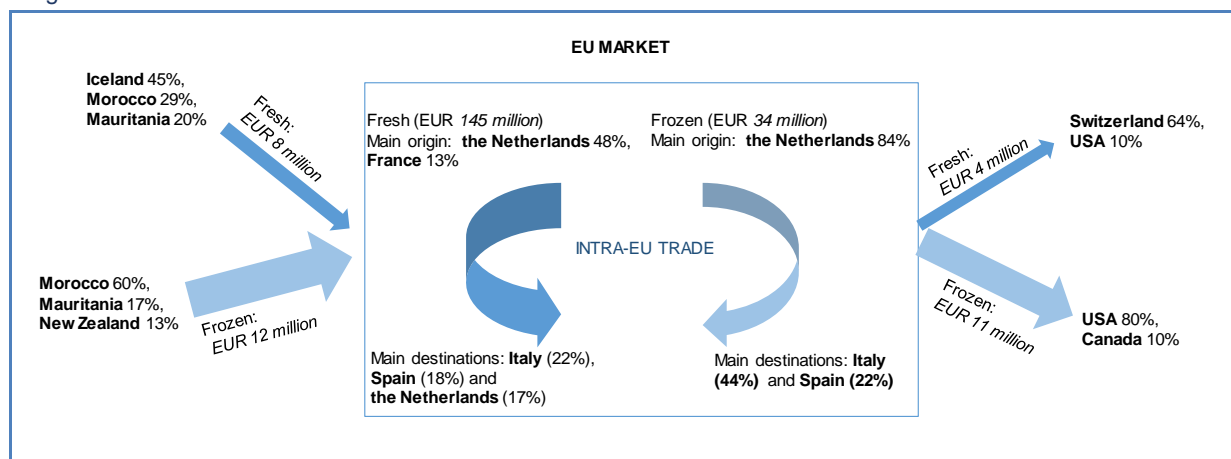 EU MARKET
Iceland 45%,
Morocco 29%,
Mauritania 20%
Fresh:
EUR 8 million
Morocco 60%,
Mauritania 17%,
New Zealand 13%
Frozen:
EUR 12 million
Fresh (EUR 145 million)
Main origin: the Netherlands 48%,
France 13%
Frozen (EUR 34 million)
Main origin: the Netherlands 84%
INTRA-EU TRADE
Main destinations: Italy (22%),
Spain (18%) and
the Netherlands (17%)
Main destinations: Italy
(44%) and Spain (22%)
Fresh:
EUR 4 million
Switzerland 64%,
USA 10%
Frozen:
EUR 11 million
USA 80%,
Canada 10%